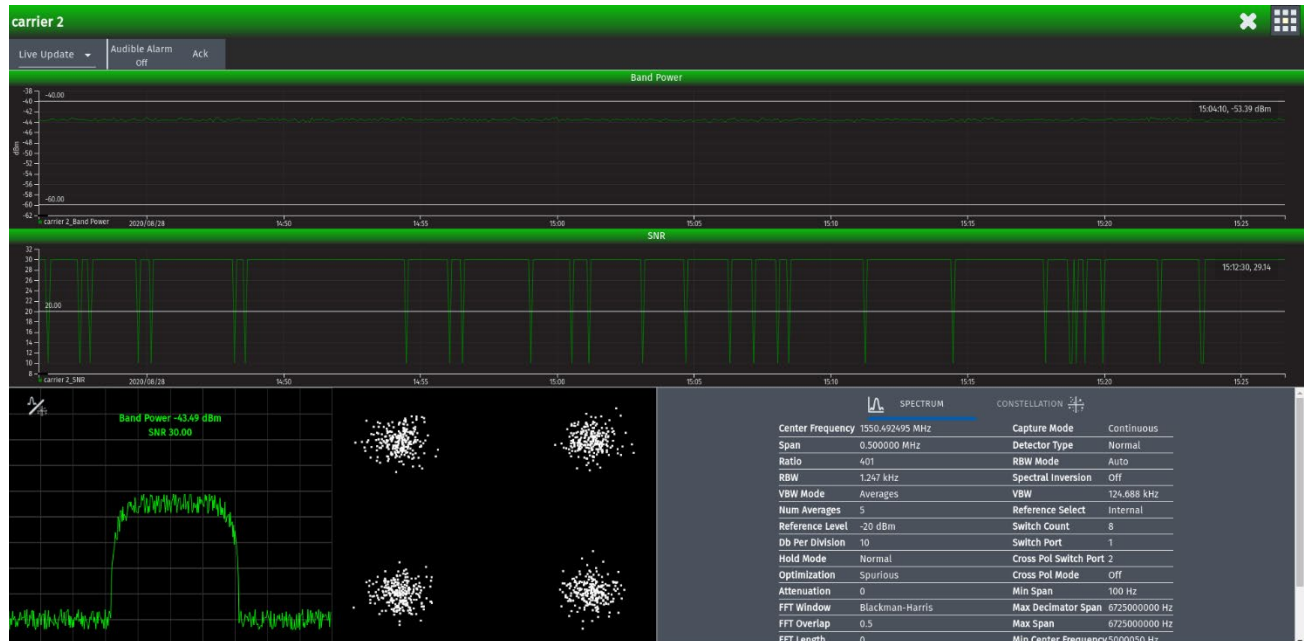 carrier 2
Live Update
Audible Alarm
Off
Ack
Band Power
-38
-40
-42
-44
-46
-48
-50
-52
-54
-56
-58
-60
-62
dBm
-40.00
-60.00
15:04:10, -53.39 dBm
carrier 2_Band Power 2020/08/28 14:50 14:55 15:00 15:05 15:10 15:15 15:20 15:25
SNR
32
30
28
26
24
22
20
18
16
14
12
10
8
20.00
15:12:30, 29.14
carrier 2_SNR 2020/08/28 14:50 14:55 15:00 15:05 15:10 15:15 15:20 15:25
Band Power -43.49 dBm
SNR 30.00
SPECTRUM CONSTELLATION
Center Frequency 1550.492495 MHz Capture Mode Continuous
Span 0.500000 MHz Detector Type Normal
Ratio 401 RBW Mode Auto
RBW 1.247 kHz Spectral Inversion Off
VBW Mode Averages VBW 124.688 kHz
Num Averages 5 Reference Select Internal
Reference Level -20 dBm Switch Count 8
Db Per Division 10 Switch Port 1
Hold Mode Normal Cross Pol Switch Port 2
Optimization Spurious Cross Pol Mode Off
Attenuation 0 Min Span 100 Hz
FFT Window Blackman-Harris Max Decimator Span 6725000000 Hz
FFT Overlap 0.5 Max Span 6725000000 Hz
FFT Length 0 Min Center Frequency 5000050 Hz